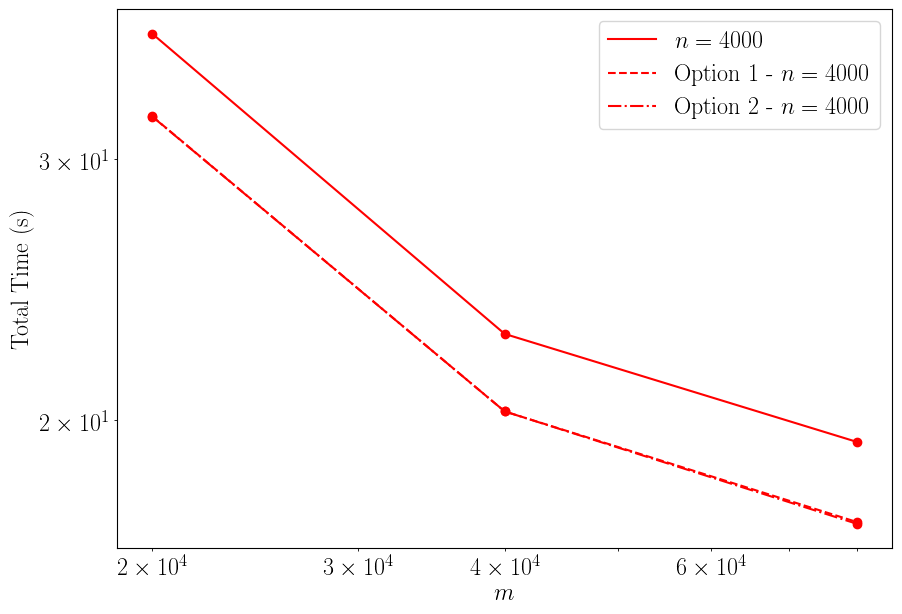 n = 4000
Option 1 - n = 4000
Option 2 - n = 4000
3 × 10^1
2 × 10^1
Total Time (s)
2 × 10^4
3 × 10^4
4 × 10^4
6 × 10^4
m